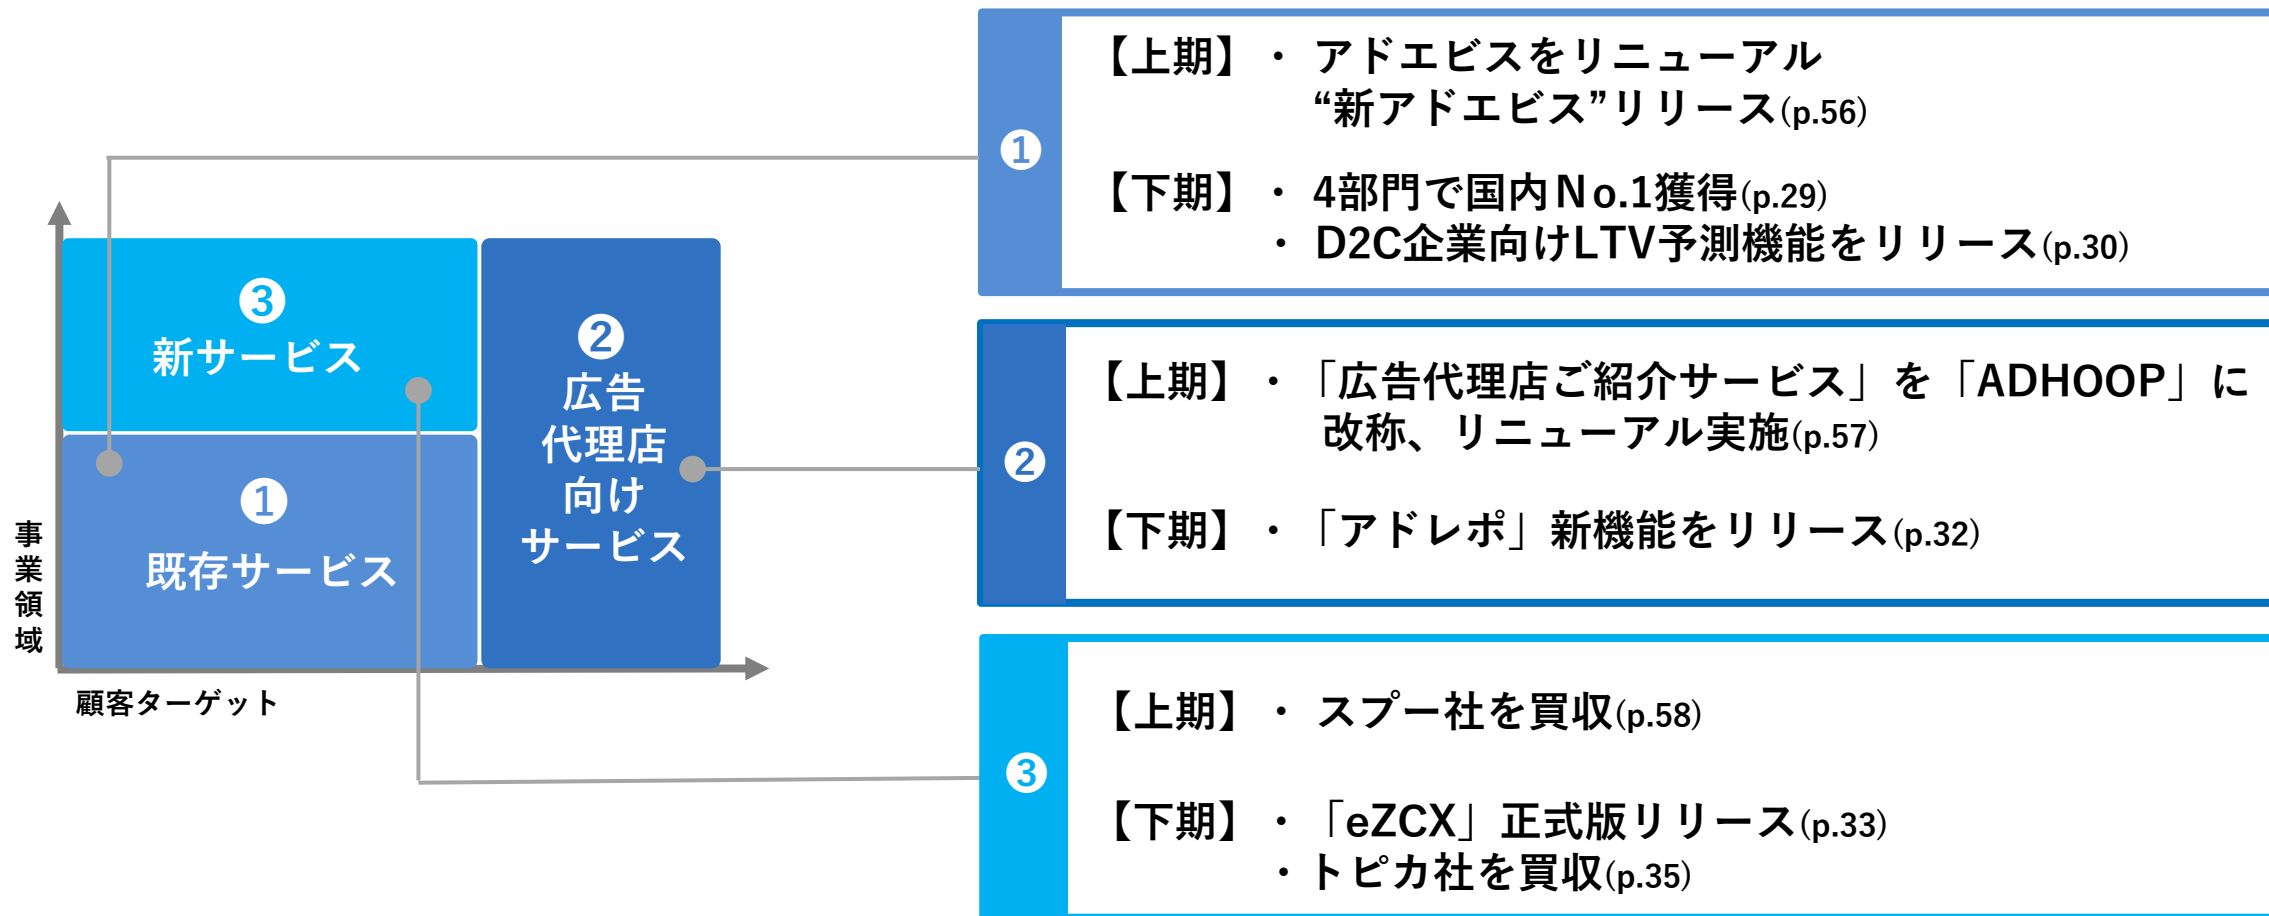 ❸
新サービス
❷
広告
代理店
向け
サービス
❶
既存サービス
事業領域
顧客ターゲット
❶
【上期】・ アドエビスをリニューアル
“新アドエビス”リリース(p.56)
【下期】・ 4部門で国内No.1獲得(p.29)
・ D2C企業向けLTV予測機能をリリース(p.30)
❷
【上期】・「広告代理店ご紹介サービス」を「ADHOOP」に
改称、リニューアル実施(p.57)
【下期】・「アドレポ」新機能をリリース(p.32)
❸
【上期】・ スプー社を買収(p.58)
【下期】・「eZCX」正式版リリース(p.33)
・トピカ社を買収(p.35)